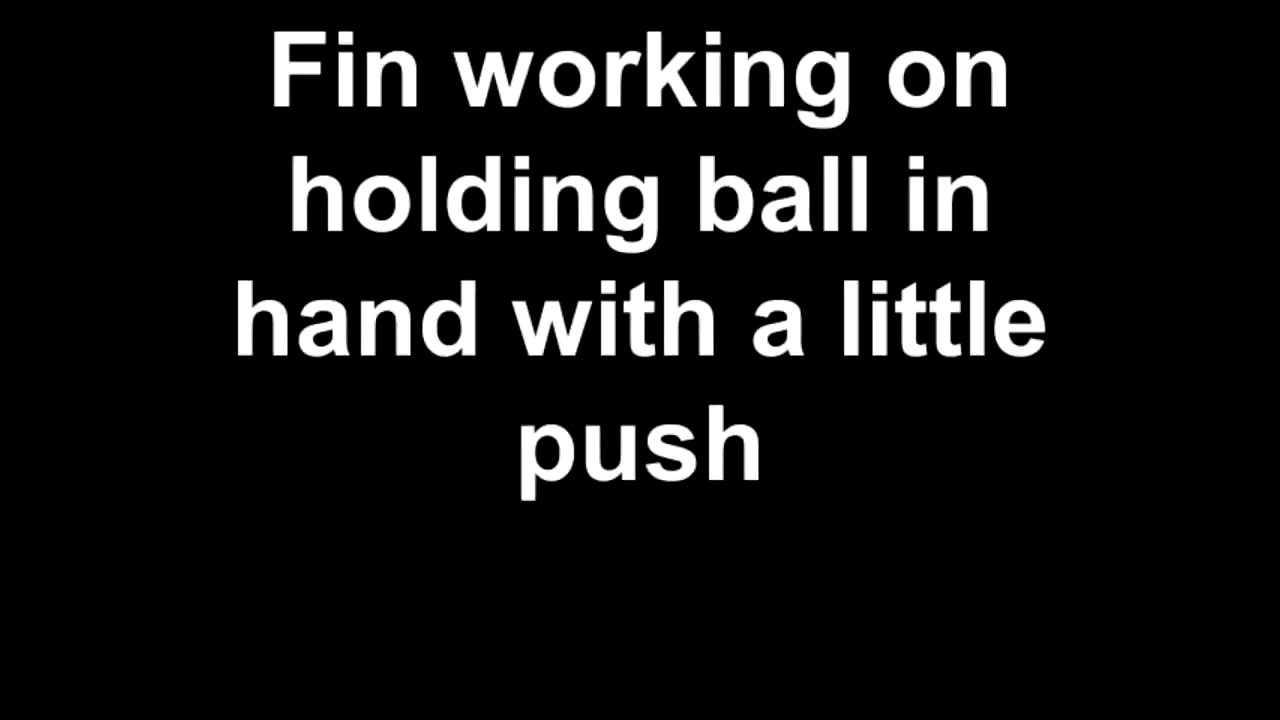 Fin working on
holding ball in
hand with a little
push